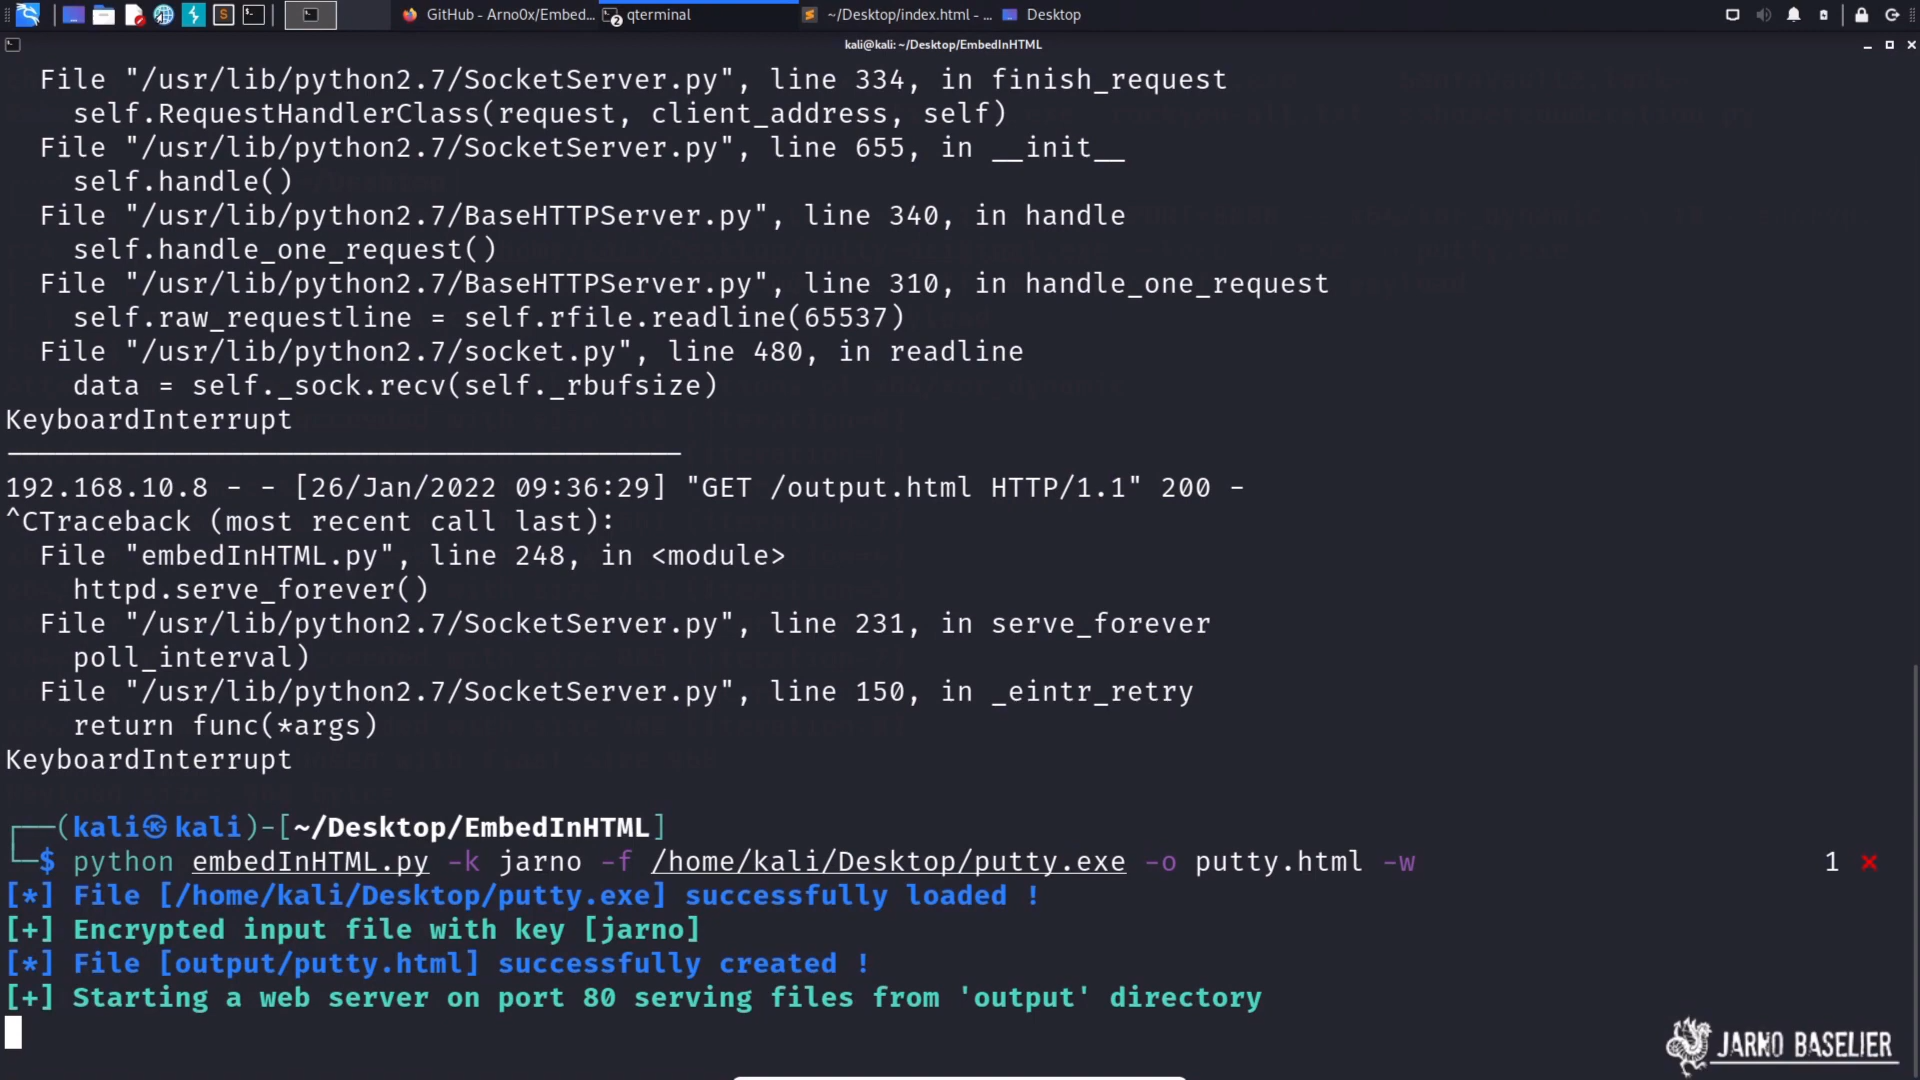 GitHub - Arno0x/Embed...
2 qterminal
~/Desktop/index.html - ...
Desktop
kali@kali: ~/Desktop/EmbedInHTML
File "/usr/lib/python2.7/SocketServer.py", line 334, in finish_request
self.RequestHandlerClass(request, client_address, self)
File "/usr/lib/python2.7/SocketServer.py", line 655, in __init__
self.handle()
File "/usr/lib/python2.7/BaseHTTPServer.py", line 340, in handle
self.handle_one_request()
File "/usr/lib/python2.7/BaseHTTPServer.py", line 310, in handle_one_request
self.raw_requestline = self.rfile.readline(65537)
File "/usr/lib/python2.7/socket.py", line 480, in readline
data = self._sock.recv(self._rbufsize)
KeyboardInterrupt
----------------------------------------
192.168.10.8 - - [26/Jan/2022 09:36:29] "GET /output.html HTTP/1.1" 200 -
^CTraceback (most recent call last):
File "embedInHTML.py", line 248, in <module>
httpd.serve_forever()
File "/usr/lib/python2.7/SocketServer.py", line 231, in serve_forever
poll_interval)
File "/usr/lib/python2.7/SocketServer.py", line 150, in _eintr_retry
return func(*args)
KeyboardInterrupt
┌──(kali㉿kali)-[~/Desktop/EmbedInHTML]
└─$ python embedInHTML.py -k jarno -f /home/kali/Desktop/putty.exe -o putty.html -w 1 ×
[*] File [/home/kali/Desktop/putty.exe] successfully loaded !
[+] Encrypted input file with key [jarno]
[*] File [output/putty.html] successfully created !
[+] Starting a web server on port 80 serving files from 'output' directory
JARNO BASELIER